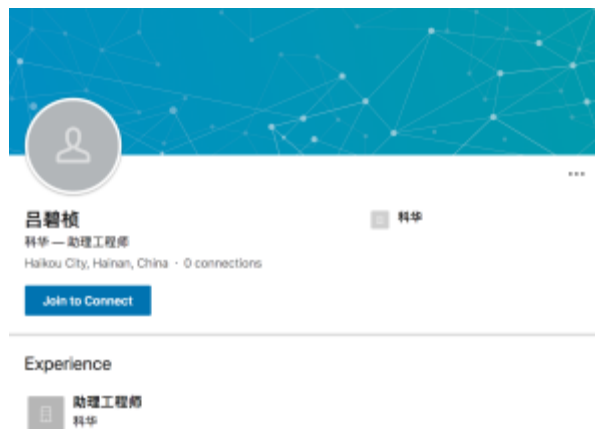 吕碧桢
科华
科华 — 助理工程师
Haikou City, Hainan, China · 0 connections
Join to Connect
Experience
助理工程师
科华